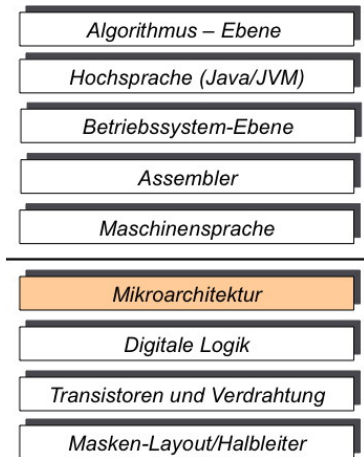 Algorithmus – Ebene
Hochsprache (Java/JVM)
Betriebssystem-Ebene
Assembler
Maschinensprache
Mikroarchitektur
Digitale Logik
Transistoren und Verdrahtung
Masken-Layout/Halbleiter